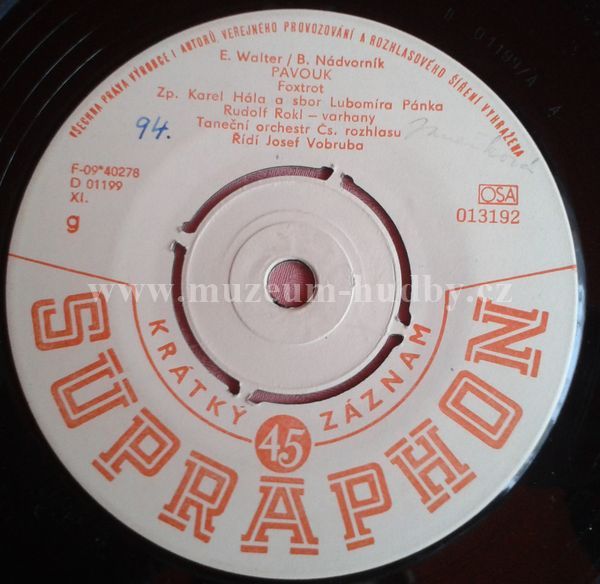 VŠECHNA PRÁVA VÝROBCE I AUTORŮ, VEŘEJNÉHO PROVOZOVÁNÍ A ROZHLASOVÉHO ŠÍŘENÍ VYHRAŽENA
E. Walter / B. Nádvorník
PAVOUK
Foxtrot
Zp. Karel Hála a sbor Lubomíra Pánka
Rudolf Rokl – varhany
Taneční orchestr Čs. rozhlasu
Řídí Josef Vobruba
94.
F-09*40278
D 01199
XI.
g
OSA
013192
www.muzeum-hudby.cz
KRÁTKÝ ZÁZNAM
45
SUPRAPHON